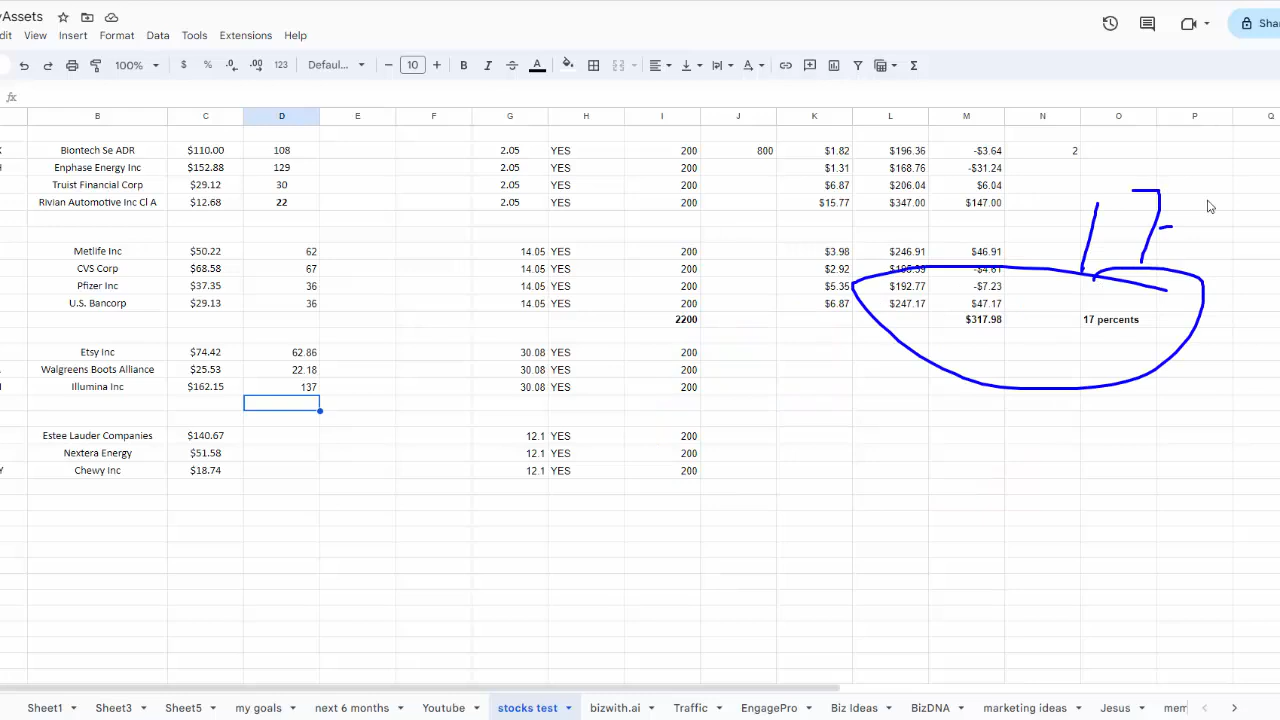 yAssets
dit View Insert Format Data Tools Extensions Help
Shar
100% $ % .0 .00 123 Defaul... − 10 + B I A Σ
fx
B C D E F G H I J K L M N O P Q
Biontech Se ADR $110.00 108 2.05 YES 200 800 $1.82 $196.36 -$3.64 2
H Enphase Energy Inc $152.88 129 2.05 YES 200 $1.31 $168.76 -$31.24
Truist Financial Corp $29.12 30 2.05 YES 200 $6.87 $206.04 $6.04
Rivian Automotive Inc Cl A $12.68 22 2.05 YES 200 $15.77 $347.00 $147.00
17
Metlife Inc $50.22 62 14.05 YES 200 $3.98 $246.91 $46.91
CVS Corp $68.58 67 14.05 YES 200 $2.92 -$4.61
Pfizer Inc $37.35 36 14.05 YES 200 $5.35 $192.77 -$7.23
U.S. Bancorp $29.13 36 14.05 YES 200 $6.87 $247.17 $47.17
2200 $317.98 17 percents
Etsy Inc $74.42 62.86 30.08 YES 200
Walgreens Boots Alliance $25.53 22.18 30.08 YES 200
Illumina Inc $162.15 137 30.08 YES 200
Estee Lauder Companies $140.67 12.1 YES 200
Nextera Energy $51.58 12.1 YES 200
Y Chewy Inc $18.74 12.1 YES 200
Sheet1 Sheet3 Sheet5 my goals next 6 months Youtube stocks test bizwith.ai Traffic EngagePro Biz Ideas BizDNA marketing ideas Jesus mem